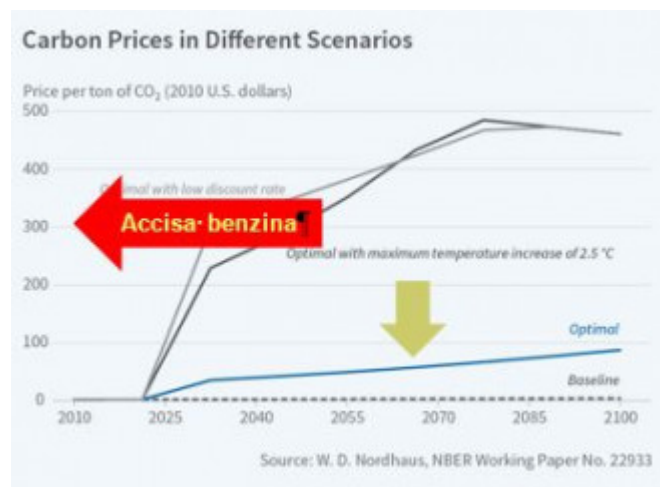 Carbon Prices in Different Scenarios
Price per ton of CO₂ (2010 U.S. dollars)
500
400
Optimal with low discount rate
300
Accisa· benzina¶
Optimal with maximum temperature increase of 2.5 °C
200
100
Optimal
Baseline
0
2010 2025 2040 2055 2070 2085 2100
Source: W. D. Nordhaus, NBER Working Paper No. 22933